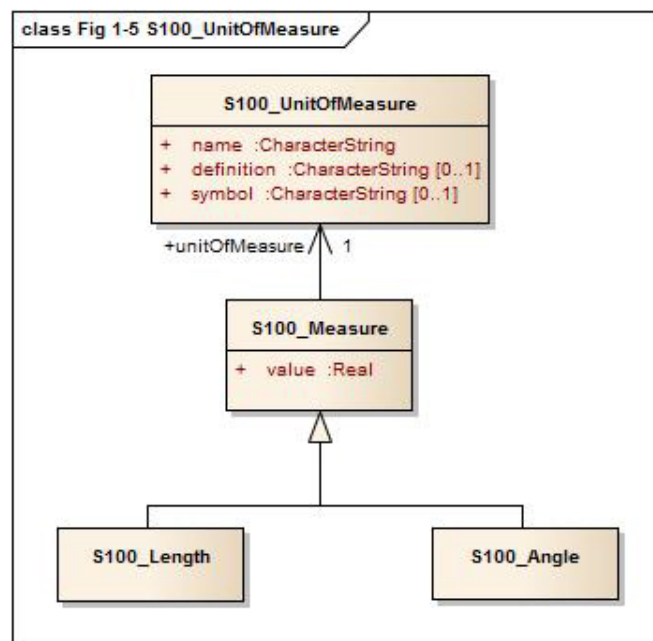 class Fig 1-5 S100_UnitOfMeasure
S100_UnitOfMeasure
+ name :CharacterString
+ definition :CharacterString [0..1]
+ symbol :CharacterString [0..1]
+unitOfMeasure 1
S100_Measure
+ value :Real
S100_Length
S100_Angle